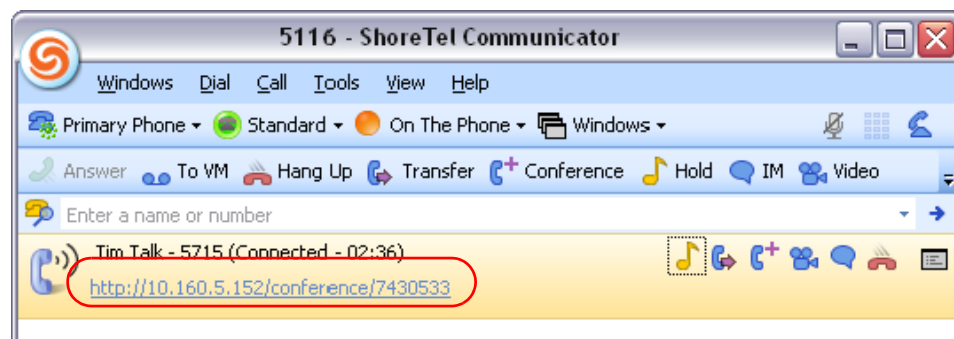 5116 - ShoreTel Communicator
Windows Dial Call Tools View Help
Primary Phone Standard On The Phone Windows
Answer To VM Hang Up Transfer Conference Hold IM Video
Enter a name or number
Tim Talk - 5715 (Connected - 02:36)
http://10.160.5.152/conference/7430533